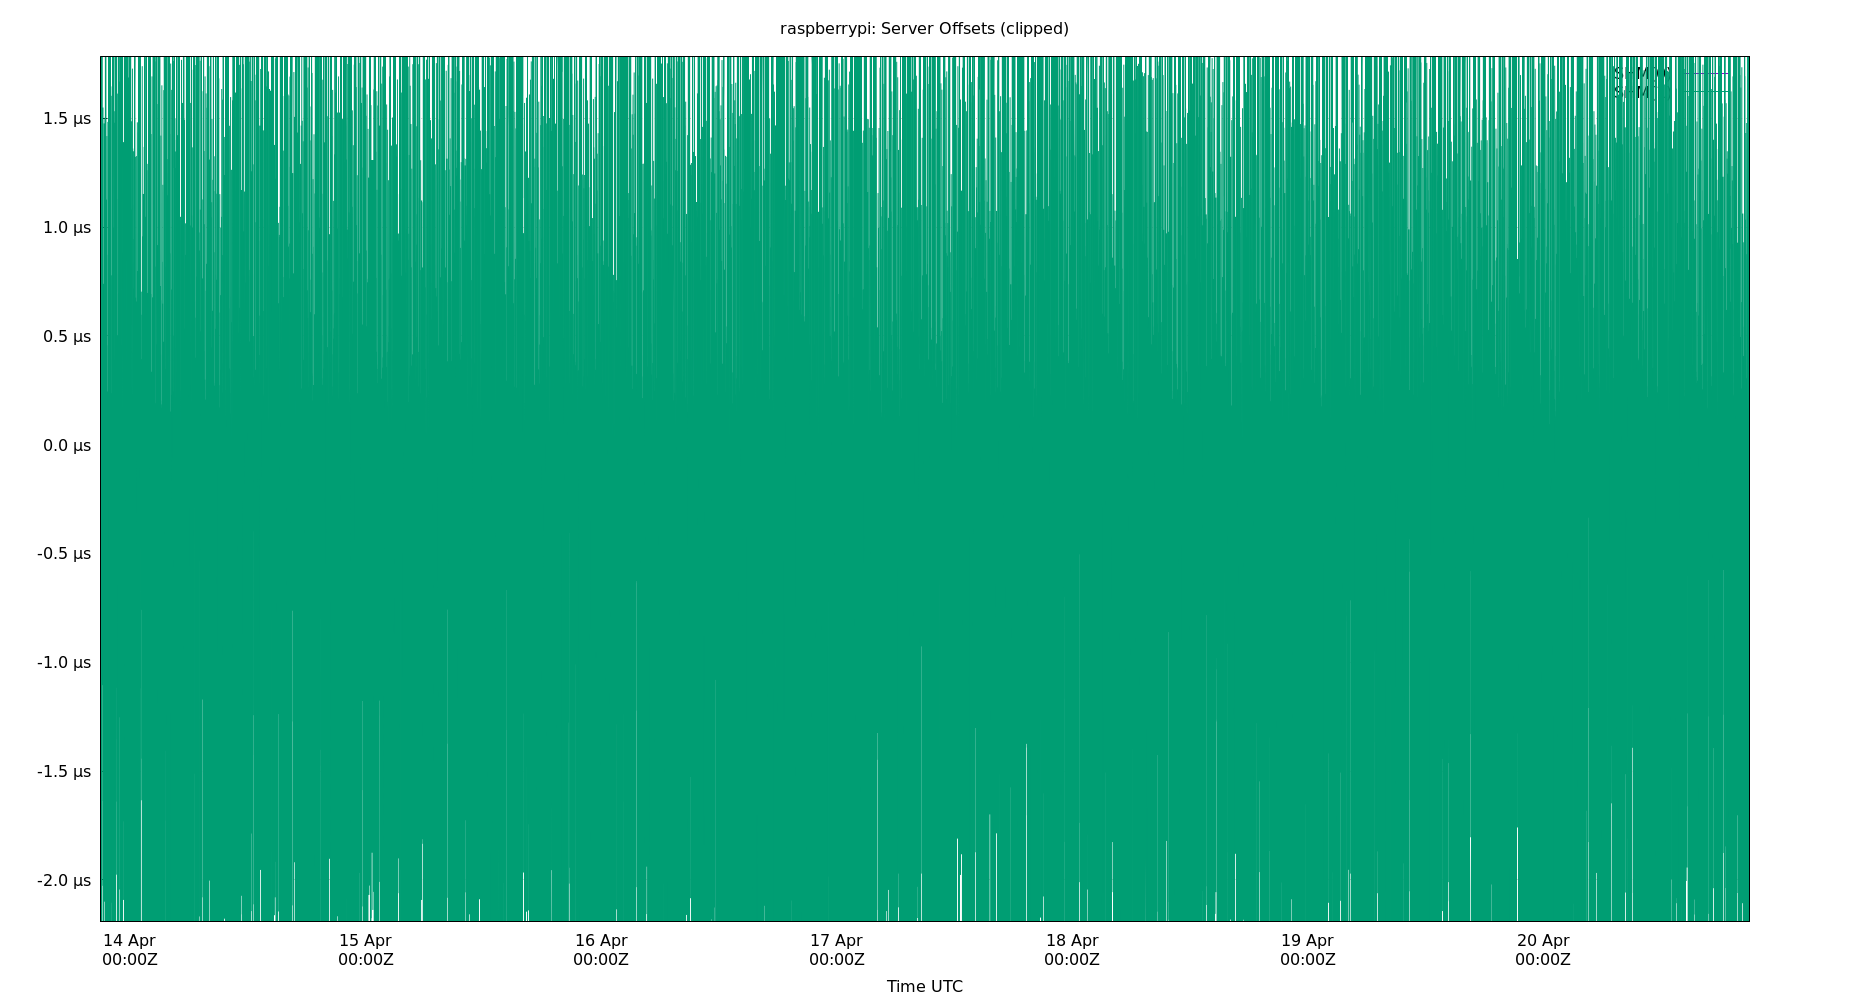 raspberrypi: Server Offsets (clipped)
1.5 µs
1.0 µs
0.5 µs
0.0 µs
-0.5 µs
-1.0 µs
-1.5 µs
-2.0 µs
14 Apr 15 Apr 16 Apr 17 Apr 18 Apr 19 Apr 20 Apr
00:00Z 00:00Z 00:00Z 00:00Z 00:00Z 00:00Z 00:00Z
Time UTC